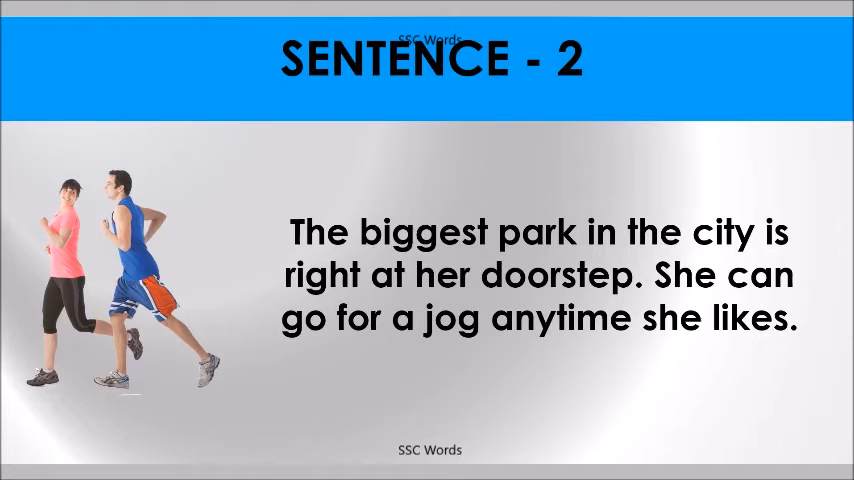 SSC Words
SENTENCE - 2
The biggest park in the city is
right at her doorstep. She can
go for a jog anytime she likes.
SSC Words